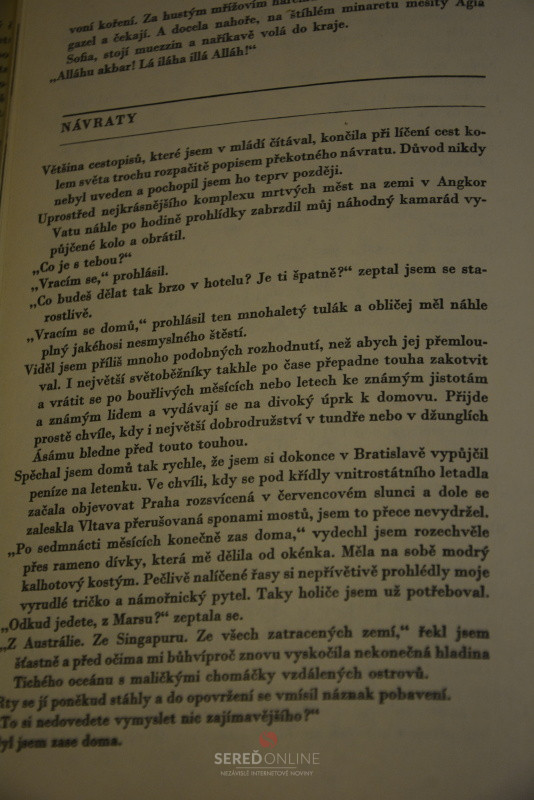 voní koření. Za hustým mřížovím
gazel a čekají. A docela nahoře, na štíhlém minaretu mešity Agia
Sofia, stojí muezzin a naříkavě volá do kraje.
„Alláhu akbar! Lá iláha illá Alláh!“
NÁVRATY
Většina cestopisů, které jsem v mládí čítával, končila při líčení cest ko-
lem světa trochu rozpačitě popisem překotného návratu. Důvod nikdy
nebyl uveden a pochopil jsem ho teprv později.
Uprostřed nejkrásnějšího komplexu mrtvých měst na zemi v Angkor
Vatu náhle po hodině prohlídky zabrzdil můj náhodný kamarád vy-
půjčené kolo a obrátil.
„Co je s tebou?“
„Vracím se,“ prohlásil.
„Co budeš dělat tak brzo v hotelu? Je ti špatně?“ zeptal jsem se sta-
rostlivě.
„Vracím se domů,“ prohlásil ten mnohaletý tulák a obličej měl náhle
plný jakéhosi nesmyslného štěstí.
Viděl jsem příliš mnoho podobných rozhodnutí, než abych jej přemlou-
val. I největší světoběžníky takhle po čase přepadne touha zakotvit
a vrátit se po bouřlivých měsících nebo letech ke známým jistotám
a známým lidem a vydávají se na divoký úprk k domovu. Přijde
prostě chvíle, kdy i největší dobrodružství v tundře nebo v džunglích
Ásámu bledne před touto touhou.
Spěchal jsem domů tak rychle, že jsem si dokonce v Bratislavě vypůjčil
peníze na letenku. Ve chvíli, kdy se pod křídly vnitrostátního letadla
začala objevovat Praha rozsvícená v červencovém slunci a dole se
zaleskla Vltava přerušovaná sponami mostů, jsem to přece nevydržel.
„Po sedmnácti měsících konečně zas doma,“ vydechl jsem rozechvěle
přes rameno dívky, která mě dělila od okénka. Měla na sobě modrý
kalhotový kostým. Pečlivě nalíčené řasy si nepřívětivě prohlédly moje
vyrudlé tričko a námořnický pytel. Taky holiče jsem už potřeboval.
„Odkud jedete, z Marsu?“ zeptala se.
„Z Austrálie. Ze Singapuru. Ze všech zatracených zemí,“ řekl jsem
šťastně a před očima mi bůhvíproč znovu vyskočila nekonečná hladina
Tichého oceánu s maličkými chomáčky vzdálených ostrovů.
Rty se jí poněkud stáhly a do opovržení se vmísil náznak pobavení.
„To si nedovedete vymyslet nic zajímavějšího?“
Byl jsem zase doma.
SEREĎ ONLINE
NEZÁVISLÉ INTERNETOVÉ NOVINY